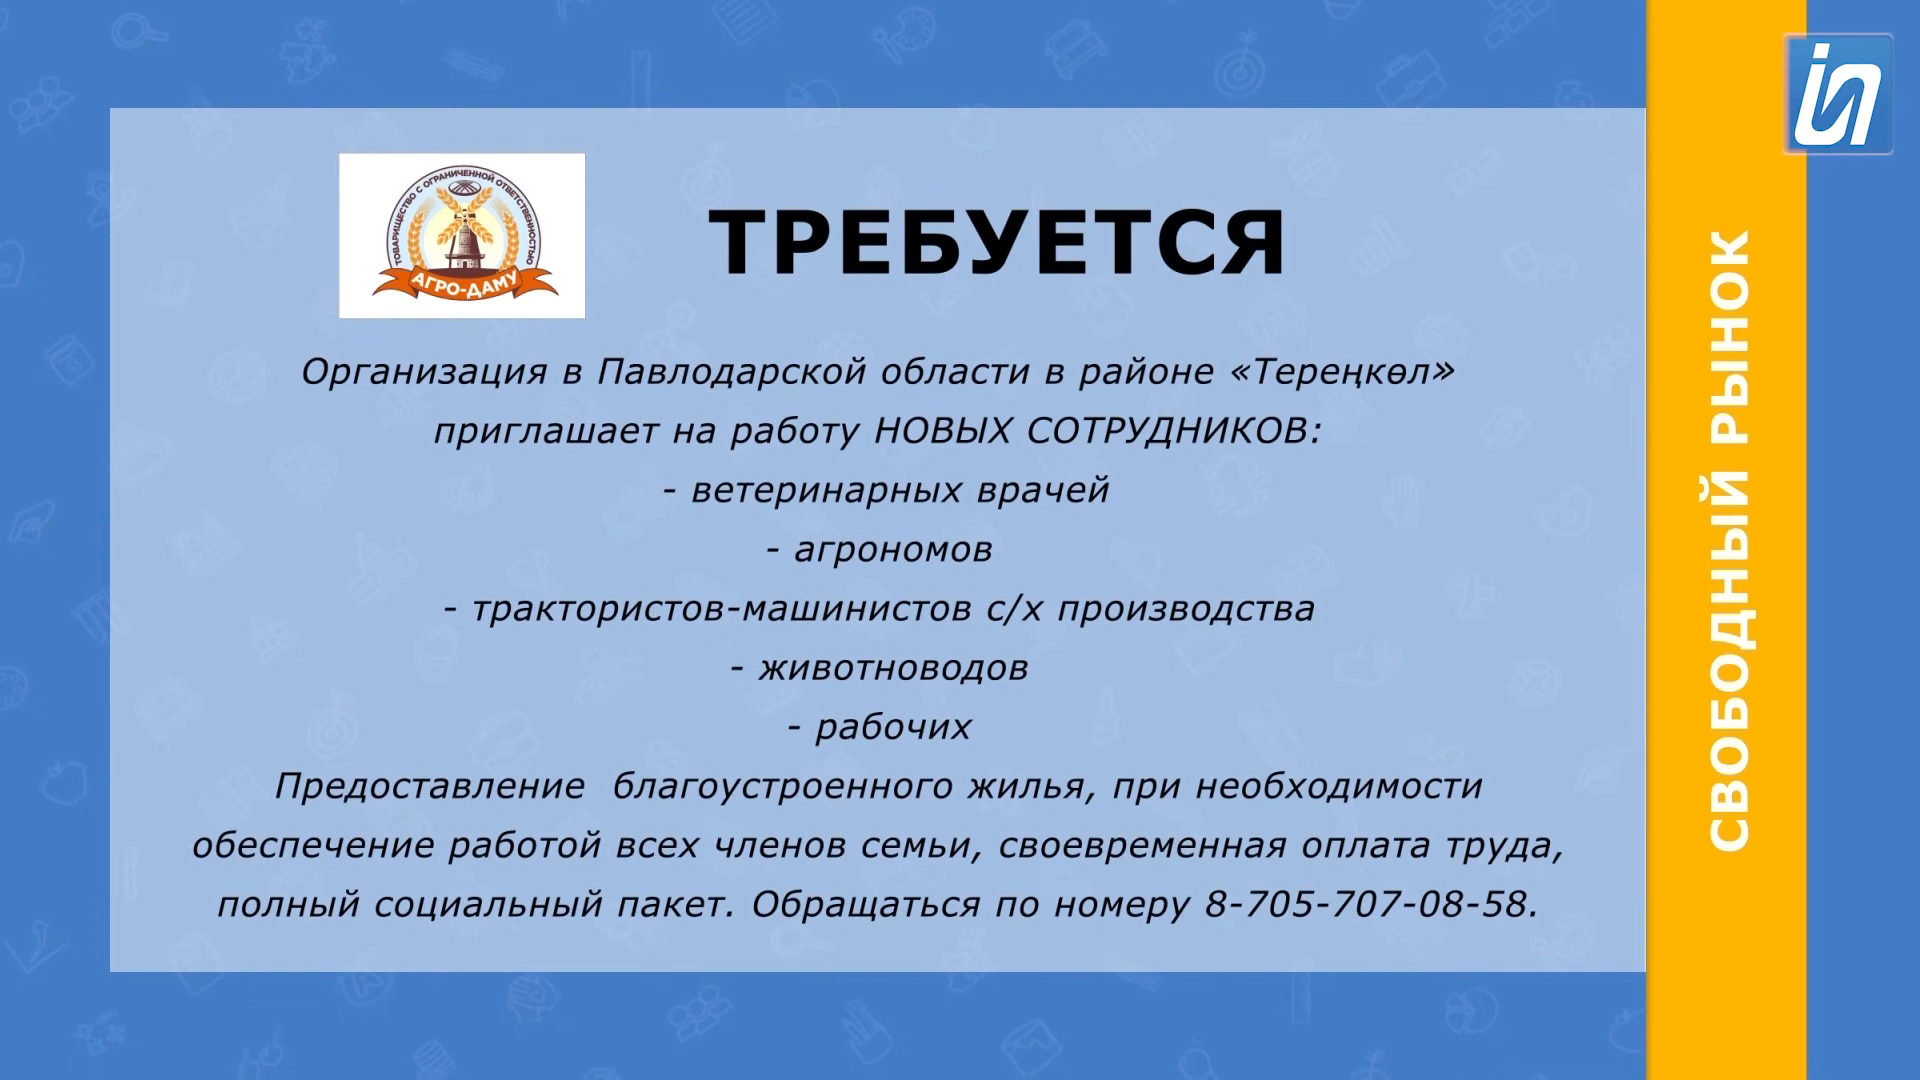 ТОВАРИЩЕСТВО С ОГРАНИЧЕННОЙ ОТВЕТСТВЕННОСТЬЮ
АГРО-ДАМУ
ТРЕБУЕТСЯ
Организация в Павлодарской области в районе «Тереңкөл»
приглашает на работу НОВЫХ СОТРУДНИКОВ:
- ветеринарных врачей
- агрономов
- трактористов-машинистов с/х производства
- животноводов
- рабочих
Предоставление  благоустроенного жилья, при необходимости
обеспечение работой всех членов семьи, своевременная оплата труда,
полный социальный пакет. Обращаться по номеру 8-705-707-08-58.
СВОБОДНЫЙ РЫНОК